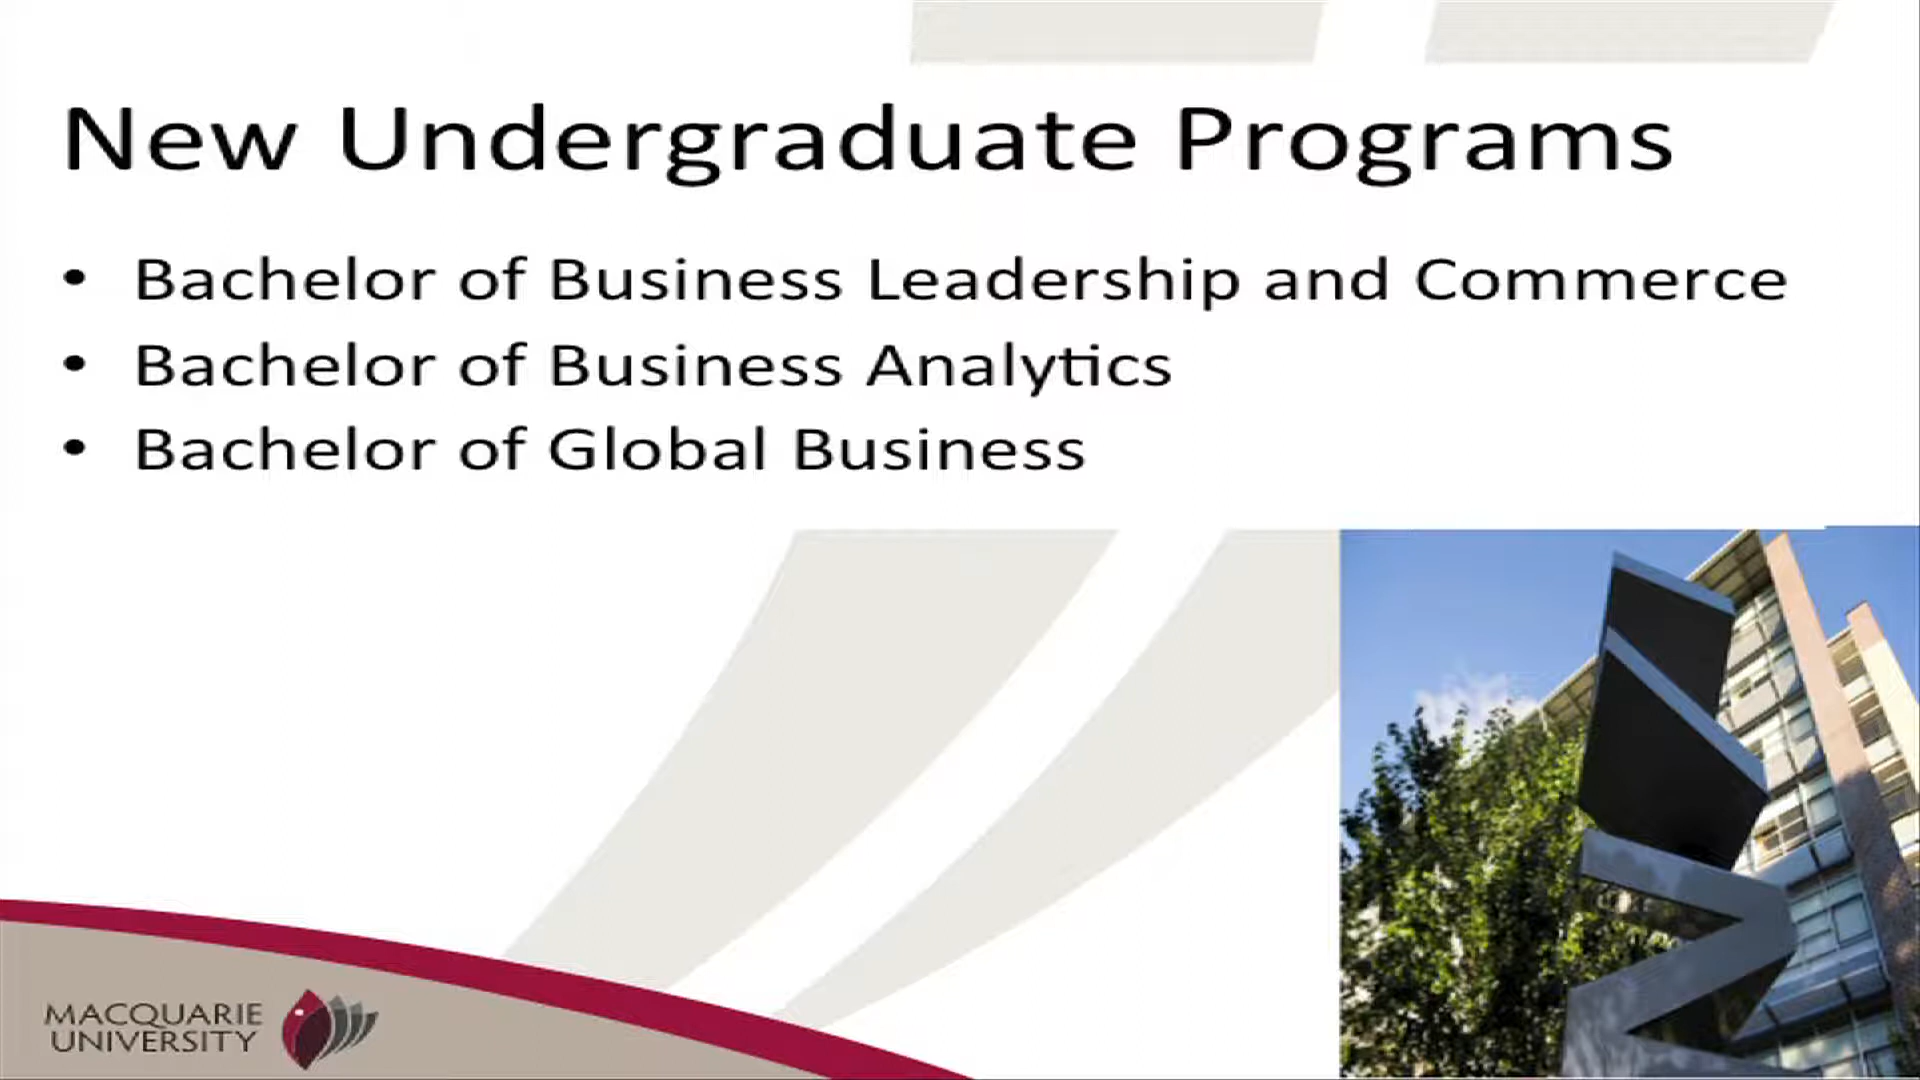 New Undergraduate Programs
• Bachelor of Business Leadership and Commerce
• Bachelor of Business Analytics
• Bachelor of Global Business
MACQUARIE
UNIVERSITY